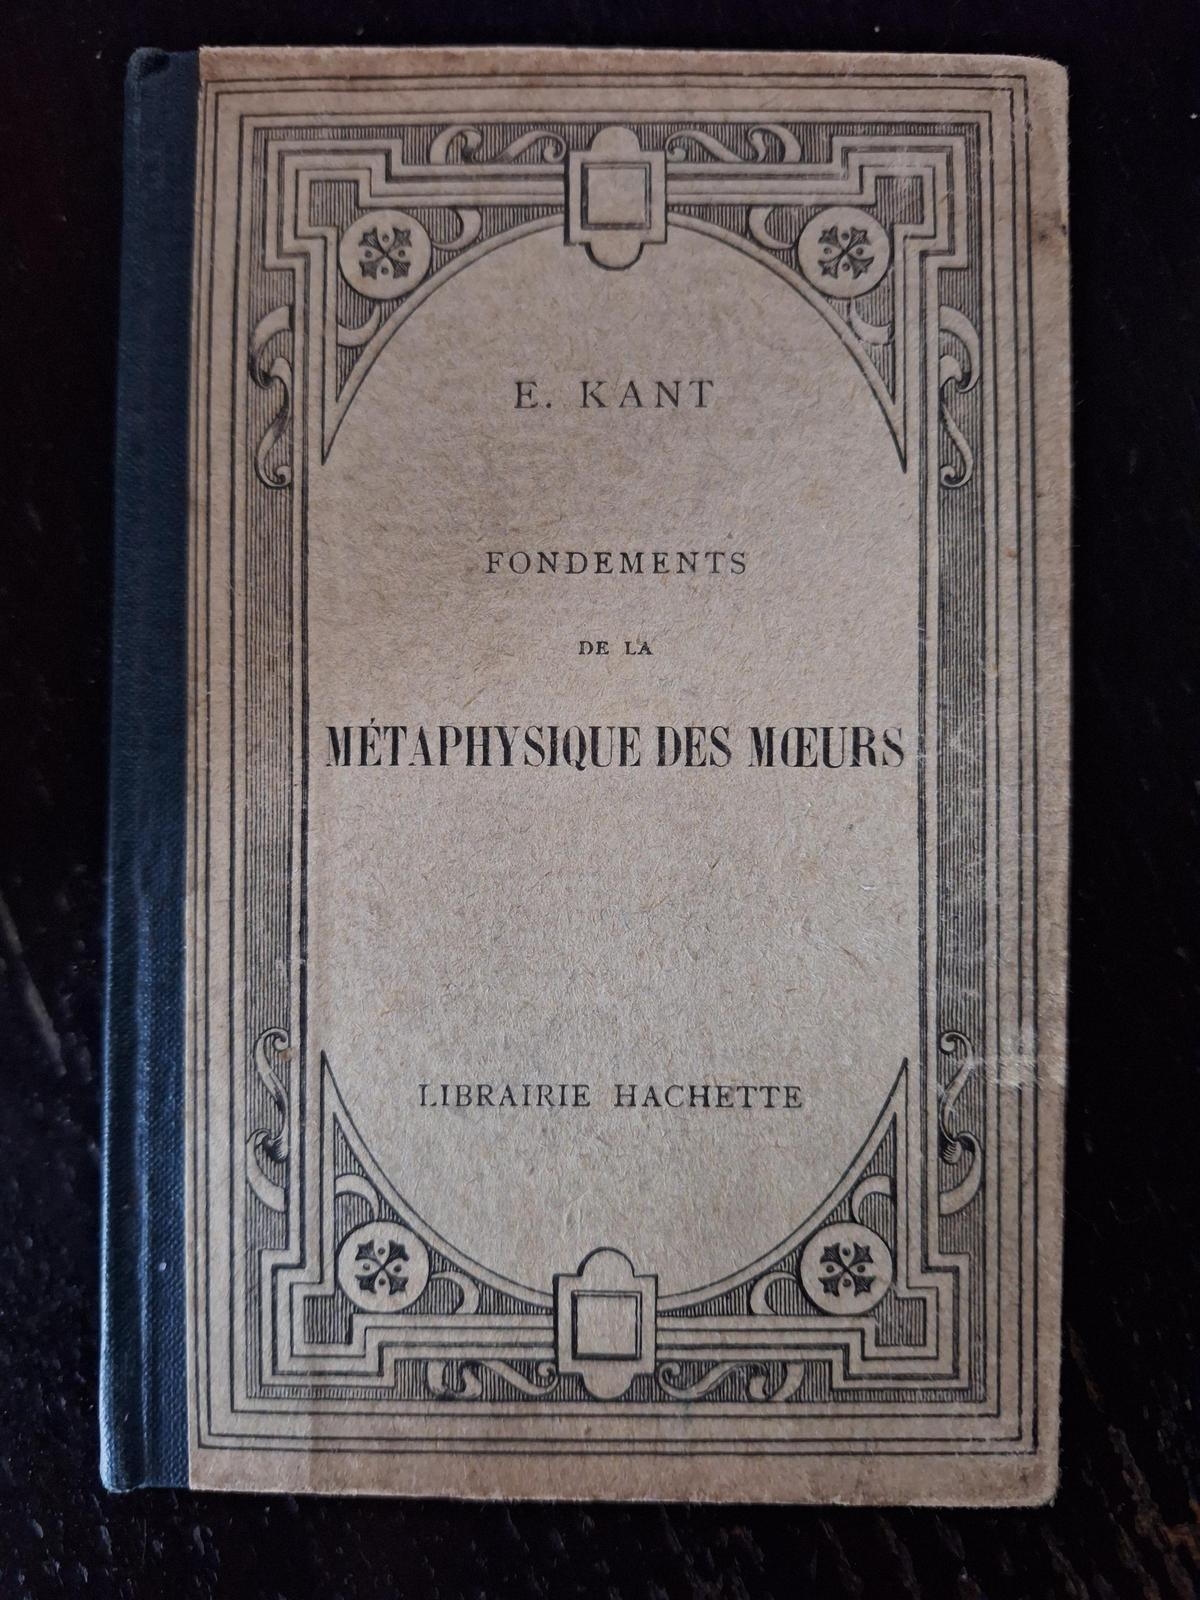 E. KANT
FONDEMENTS
DE LA
MÉTAPHYSIQUE DES MŒURS
LIBRAIRIE HACHETTE